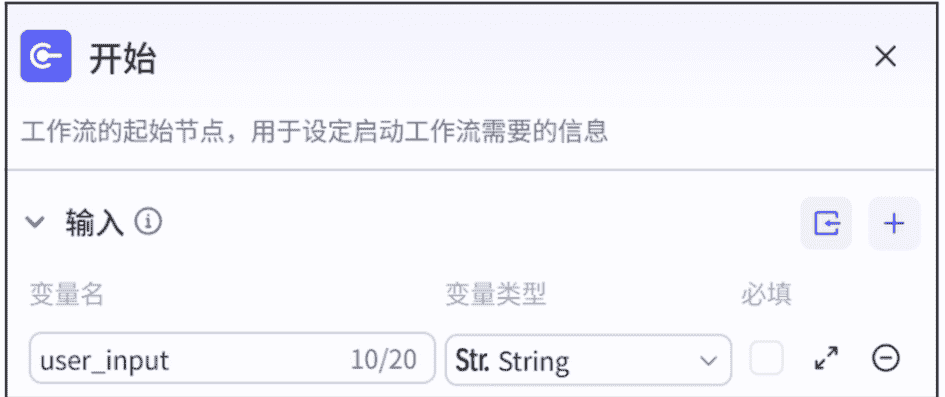 开始
工作流的起始节点，用于设定启动工作流需要的信息
输入
变量名 变量类型 必填
user_input 10/20 Str. String